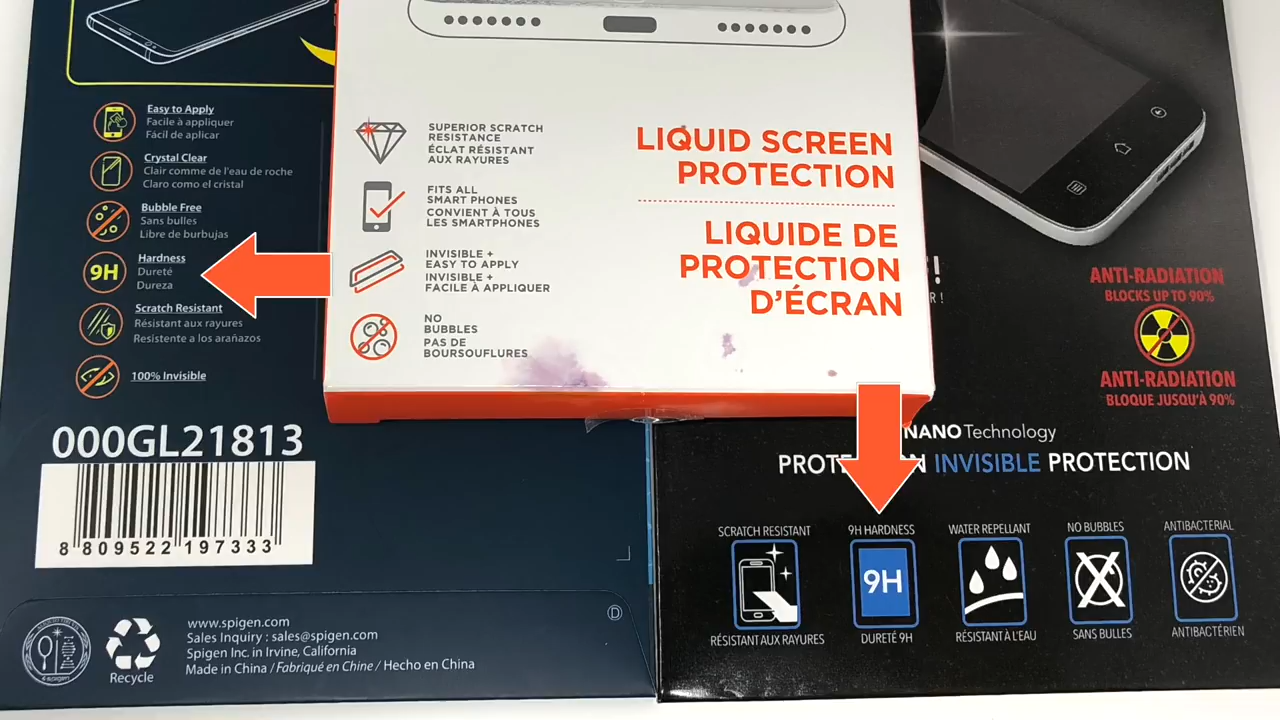 Easy to Apply
Facile à appliquer
Fácil de aplicar
Crystal Clear
Clair comme de l'eau de roche
Claro como el cristal
Bubble Free
Sans bulles
Libre de burbujas
9H
Hardness
Dureté
Dureza
Scratch Resistant
Résistant aux rayures
Resistente a los arañazos
100% Invisible
000GL21813
8 809522 197333
www.spigen.com
Sales Inquiry : sales@spigen.com
Spigen Inc. in Irvine, California
Made in China / Fabriqué en Chine / Hecho en China
Recycle
D
SUPERIOR SCRATCH
RESISTANCE
ÉCLAT RÉSISTANT
AUX RAYURES
FITS ALL
SMART PHONES
CONVIENT À TOUS
LES SMARTPHONES
INVISIBLE +
EASY TO APPLY
INVISIBLE +
FACILE À APPLIQUER
NO
BUBBLES
PAS DE
BOURSOUFLURES
LIQUID SCREEN
PROTECTION
LIQUIDE DE
PROTECTION
D'ÉCRAN
ANTI-RADIATION
BLOCKS UP TO 90%
ANTI-RADIATION
BLOQUE JUSQU'À 90%
NANO Technology
INVISIBLE PROTECTION
SCRATCH RESISTANT
RÉSISTANT AUX RAYURES
9H HARDNESS
9H
DURETÉ 9H
WATER REPELLANT
RÉSISTANT À L'EAU
NO BUBBLES
SANS BULLES
ANTIBACTERIAL
ANTIBACTÉRIEN